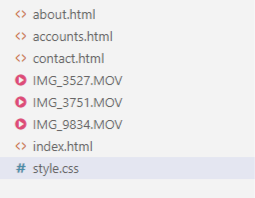 about.html
accounts.html
contact.html
IMG_3527.MOV
IMG_3751.MOV
IMG_9834.MOV
index.html
# style.css